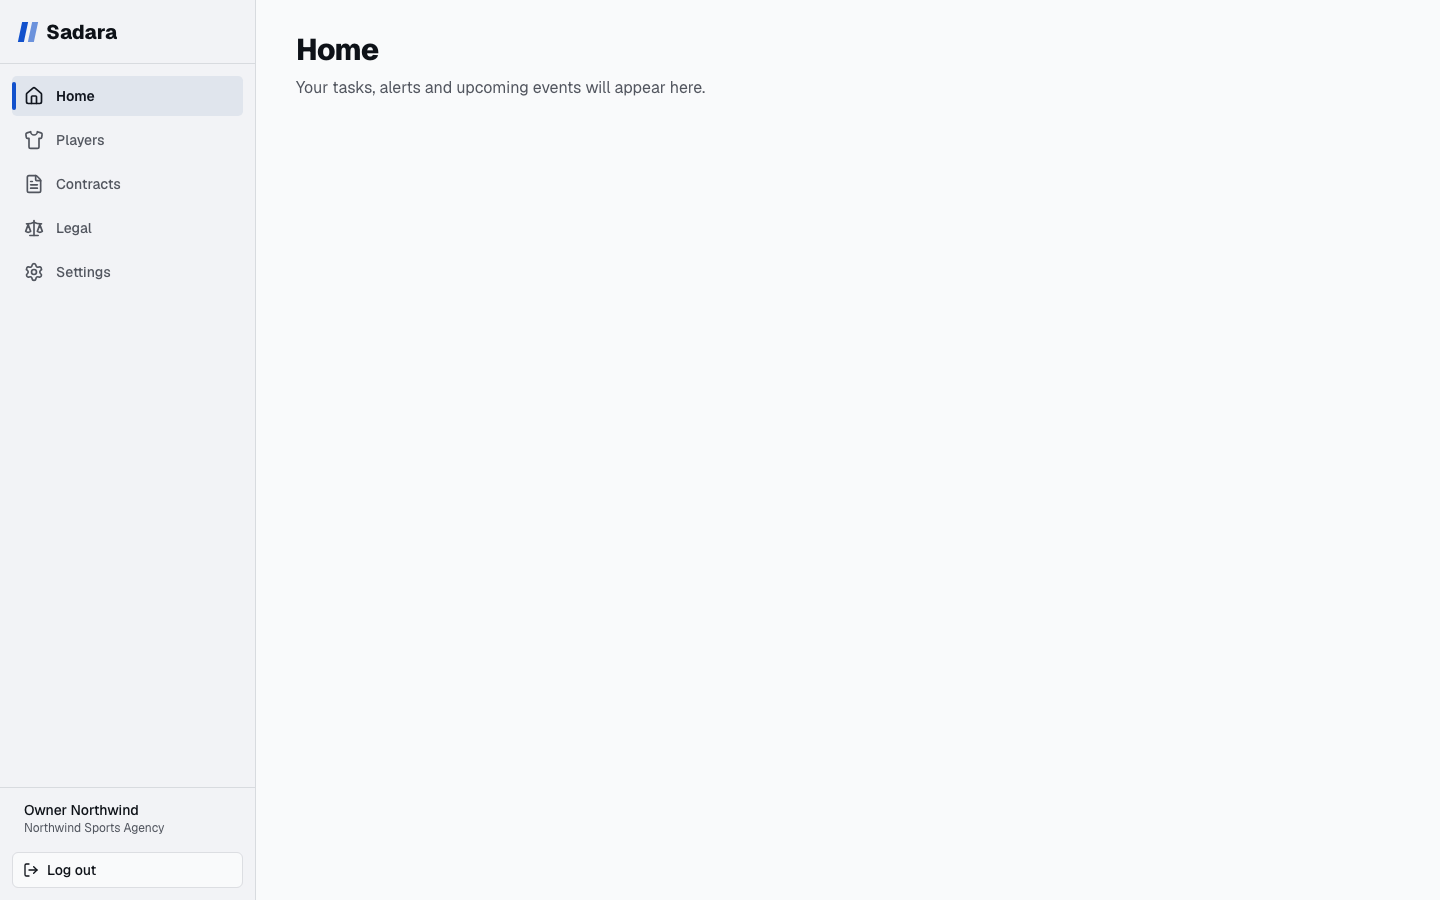 Sadara
Home
Players
Contracts
Legal
Settings
Owner Northwind
Northwind Sports Agency
Log out
Home
Your tasks, alerts and upcoming events will appear here.